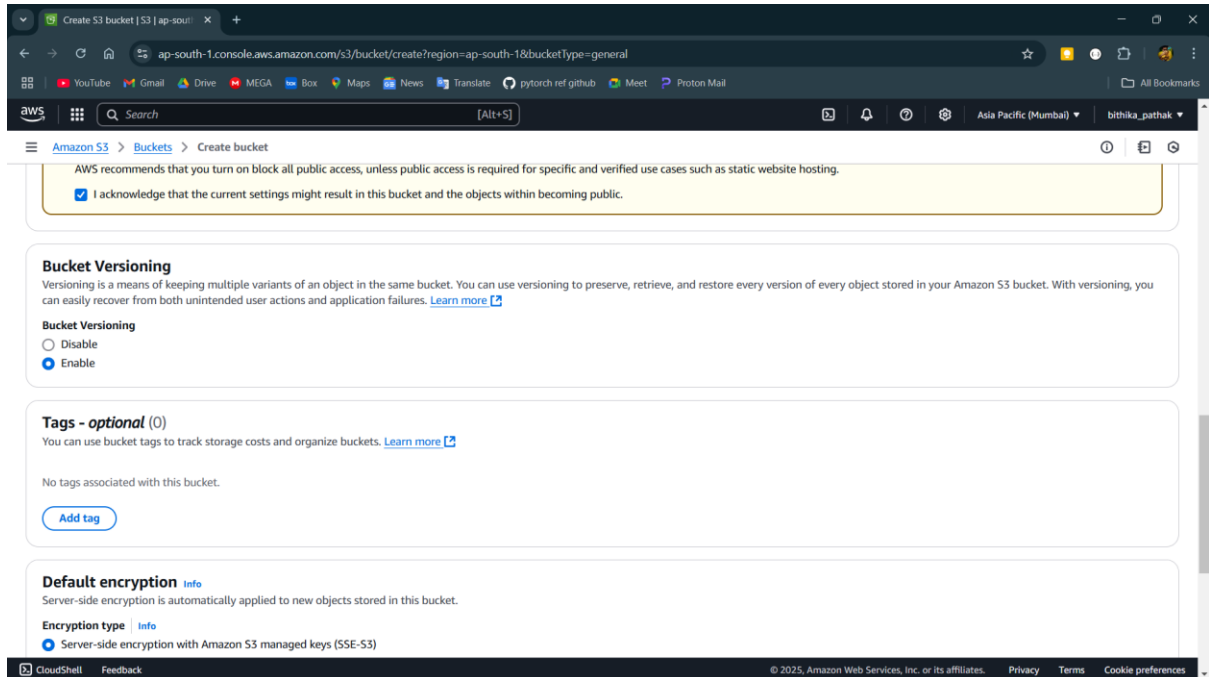 Create S3 bucket | S3 | ap-sout
ap-south-1.console.aws.amazon.com/s3/bucket/create?region=ap-south-1&bucketType=general
YouTube Gmail Drive MEGA box Box Maps News Translate pytorch ref github Meet Proton Mail All Bookmarks
aws Search [Alt+S] Asia Pacific (Mumbai) bithika_pathak
Amazon S3 > Buckets > Create bucket
AWS recommends that you turn on block all public access, unless public access is required for specific and verified use cases such as static website hosting.
I acknowledge that the current settings might result in this bucket and the objects within becoming public.
Bucket Versioning
Versioning is a means of keeping multiple variants of an object in the same bucket. You can use versioning to preserve, retrieve, and restore every version of every object stored in your Amazon S3 bucket. With versioning, you
can easily recover from both unintended user actions and application failures. Learn more
Bucket Versioning
Disable
Enable
Tags - optional (0)
You can use bucket tags to track storage costs and organize buckets. Learn more
No tags associated with this bucket.
Add tag
Default encryption Info
Server-side encryption is automatically applied to new objects stored in this bucket.
Encryption type Info
Server-side encryption with Amazon S3 managed keys (SSE-S3)
CloudShell Feedback © 2025, Amazon Web Services, Inc. or its affiliates. Privacy Terms Cookie preferences